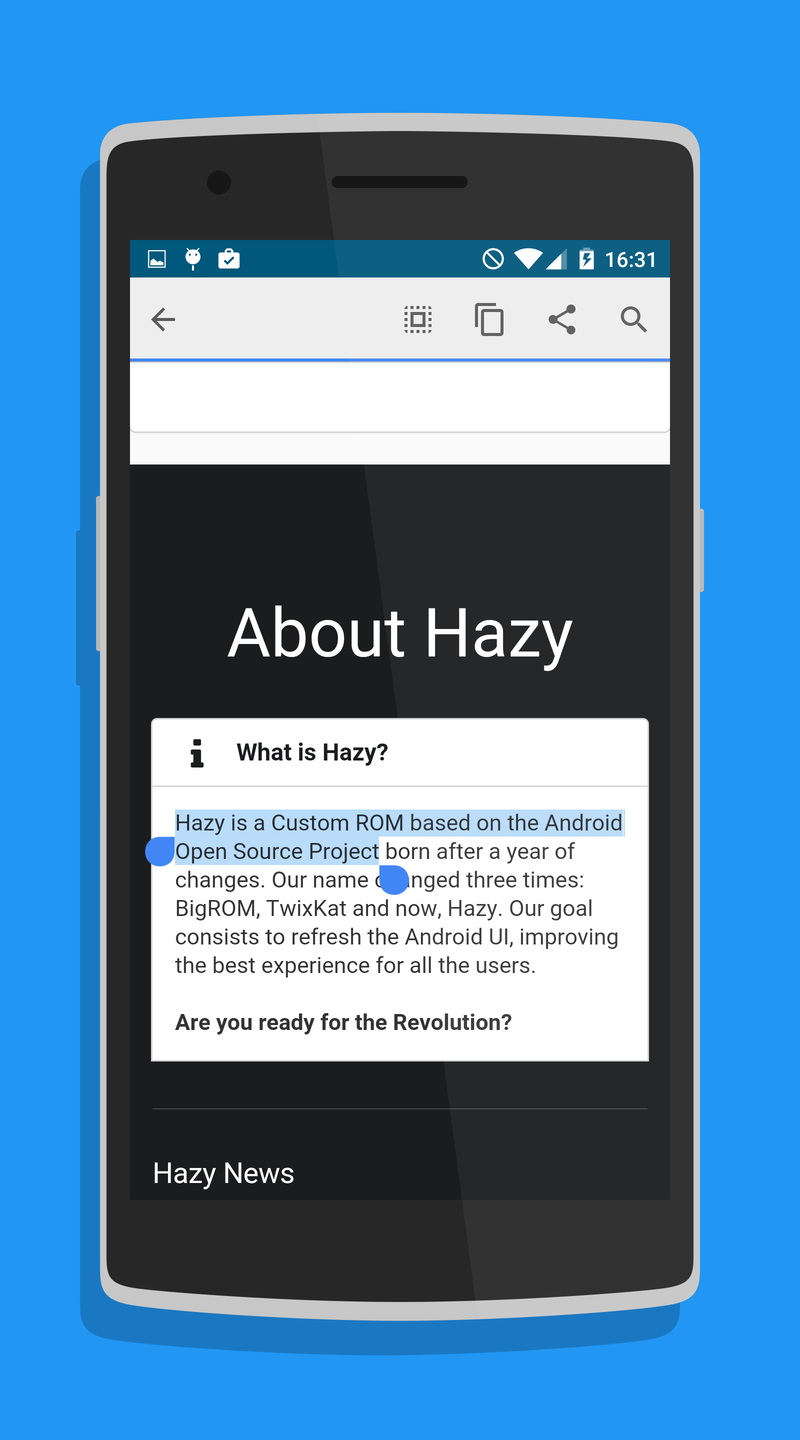 16:31
About Hazy
What is Hazy?
Hazy is a Custom ROM based on the Android
Open Source Project born after a year of
changes. Our name changed three times:
BigROM, TwixKat and now, Hazy. Our goal
consists to refresh the Android UI, improving
the best experience for all the users.
Are you ready for the Revolution?
Hazy News